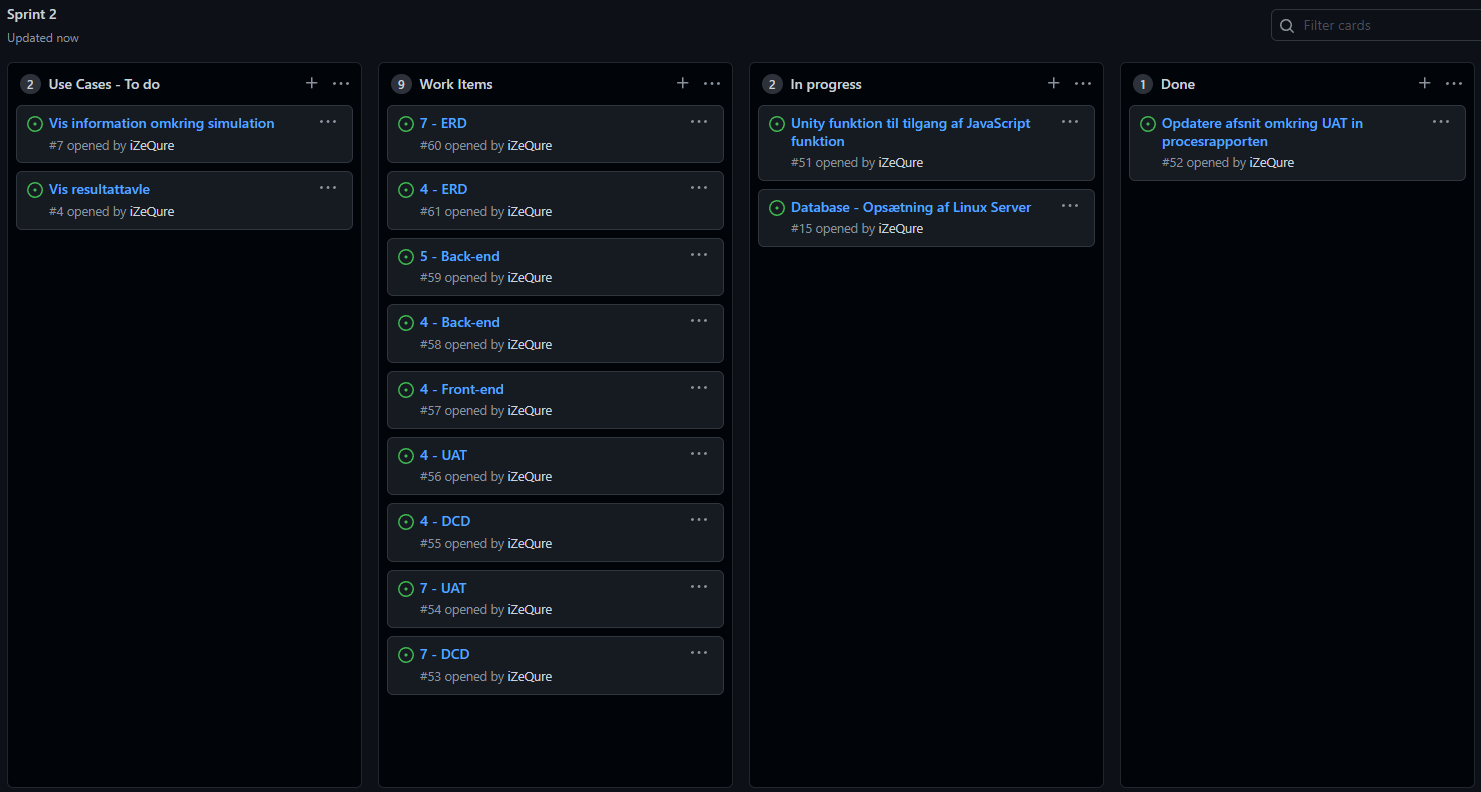 Sprint 2
Updated now
Filter cards
2 Use Cases - To do
Vis information omkring simulation
#7 opened by iZeQure
Vis resultattavle
#4 opened by iZeQure
9 Work Items
7 - ERD
#60 opened by iZeQure
4 - ERD
#61 opened by iZeQure
5 - Back-end
#59 opened by iZeQure
4 - Back-end
#58 opened by iZeQure
4 - Front-end
#57 opened by iZeQure
4 - UAT
#56 opened by iZeQure
4 - DCD
#55 opened by iZeQure
7 - UAT
#54 opened by iZeQure
7 - DCD
#53 opened by iZeQure
2 In progress
Unity funktion til tilgang af JavaScript
funktion
#51 opened by iZeQure
Database - Opsætning af Linux Server
#15 opened by iZeQure
1 Done
Opdatere afsnit omkring UAT in
procesrapporten
#52 opened by iZeQure